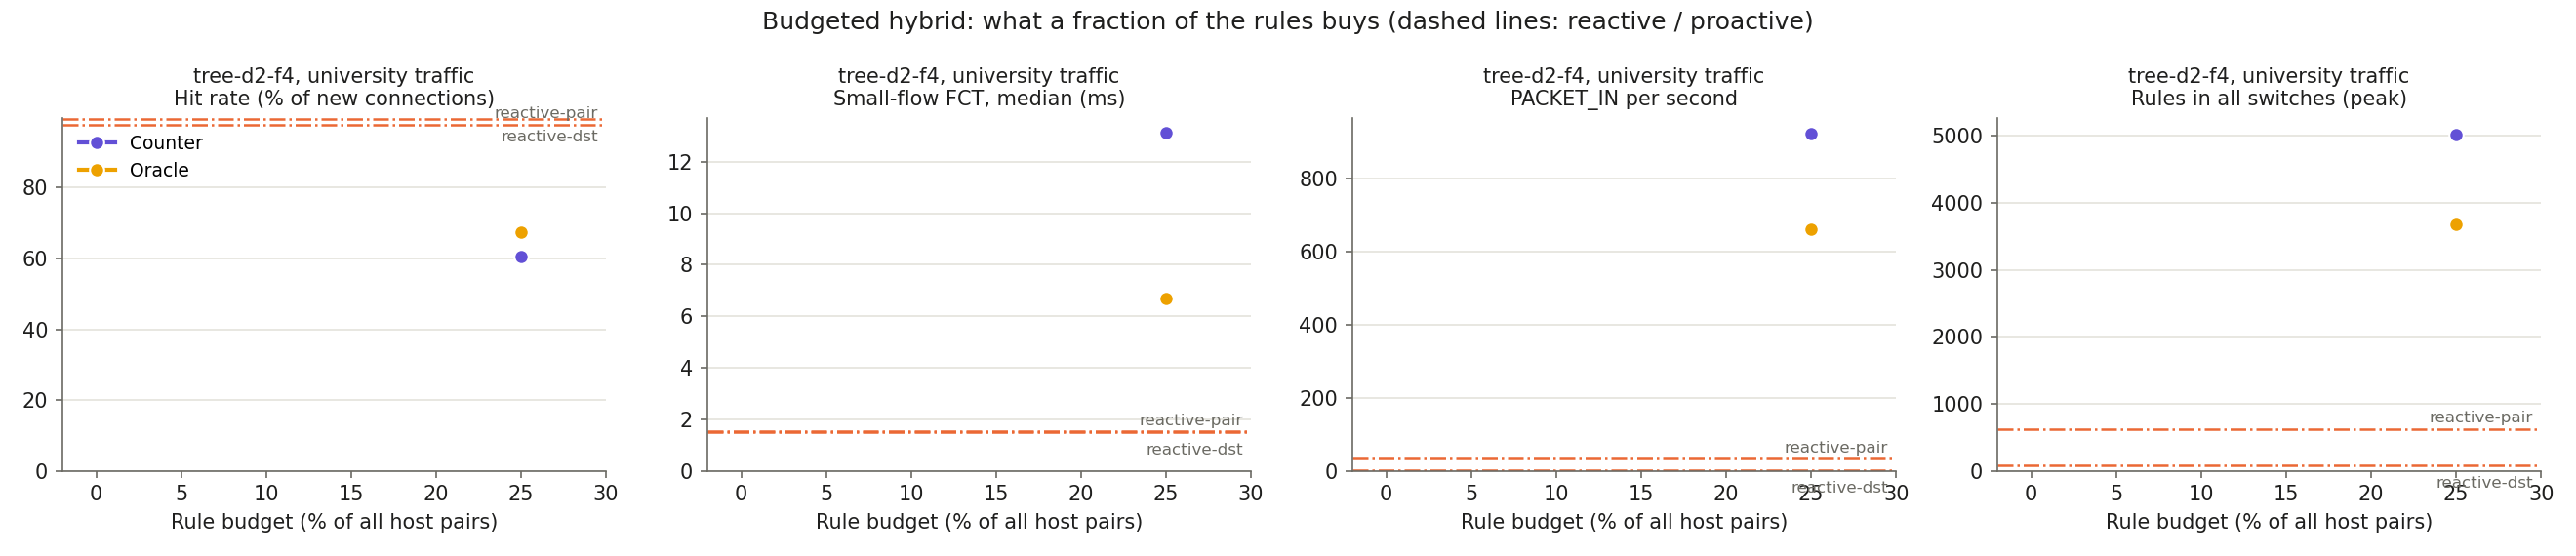 Budgeted hybrid: what a fraction of the rules buys (dashed lines: reactive / proactive)
tree-d2-f4, university traffic
Hit rate (% of new connections)
reactive-pair
reactive-dst
Counter
Oracle
80
60
40
20
0
0 5 10 15 20 25 30
Rule budget (% of all host pairs)
tree-d2-f4, university traffic
Small-flow FCT, median (ms)
12
10
8
6
4
2
0
reactive-pair
reactive-dst
0 5 10 15 20 25 30
Rule budget (% of all host pairs)
tree-d2-f4, university traffic
PACKET_IN per second
800
600
400
200
0
reactive-pair
reactive-dst
0 5 10 15 20 25 30
Rule budget (% of all host pairs)
tree-d2-f4, university traffic
Rules in all switches (peak)
5000
4000
3000
2000
1000
0
reactive-pair
reactive-dst
0 5 10 15 20 25 30
Rule budget (% of all host pairs)